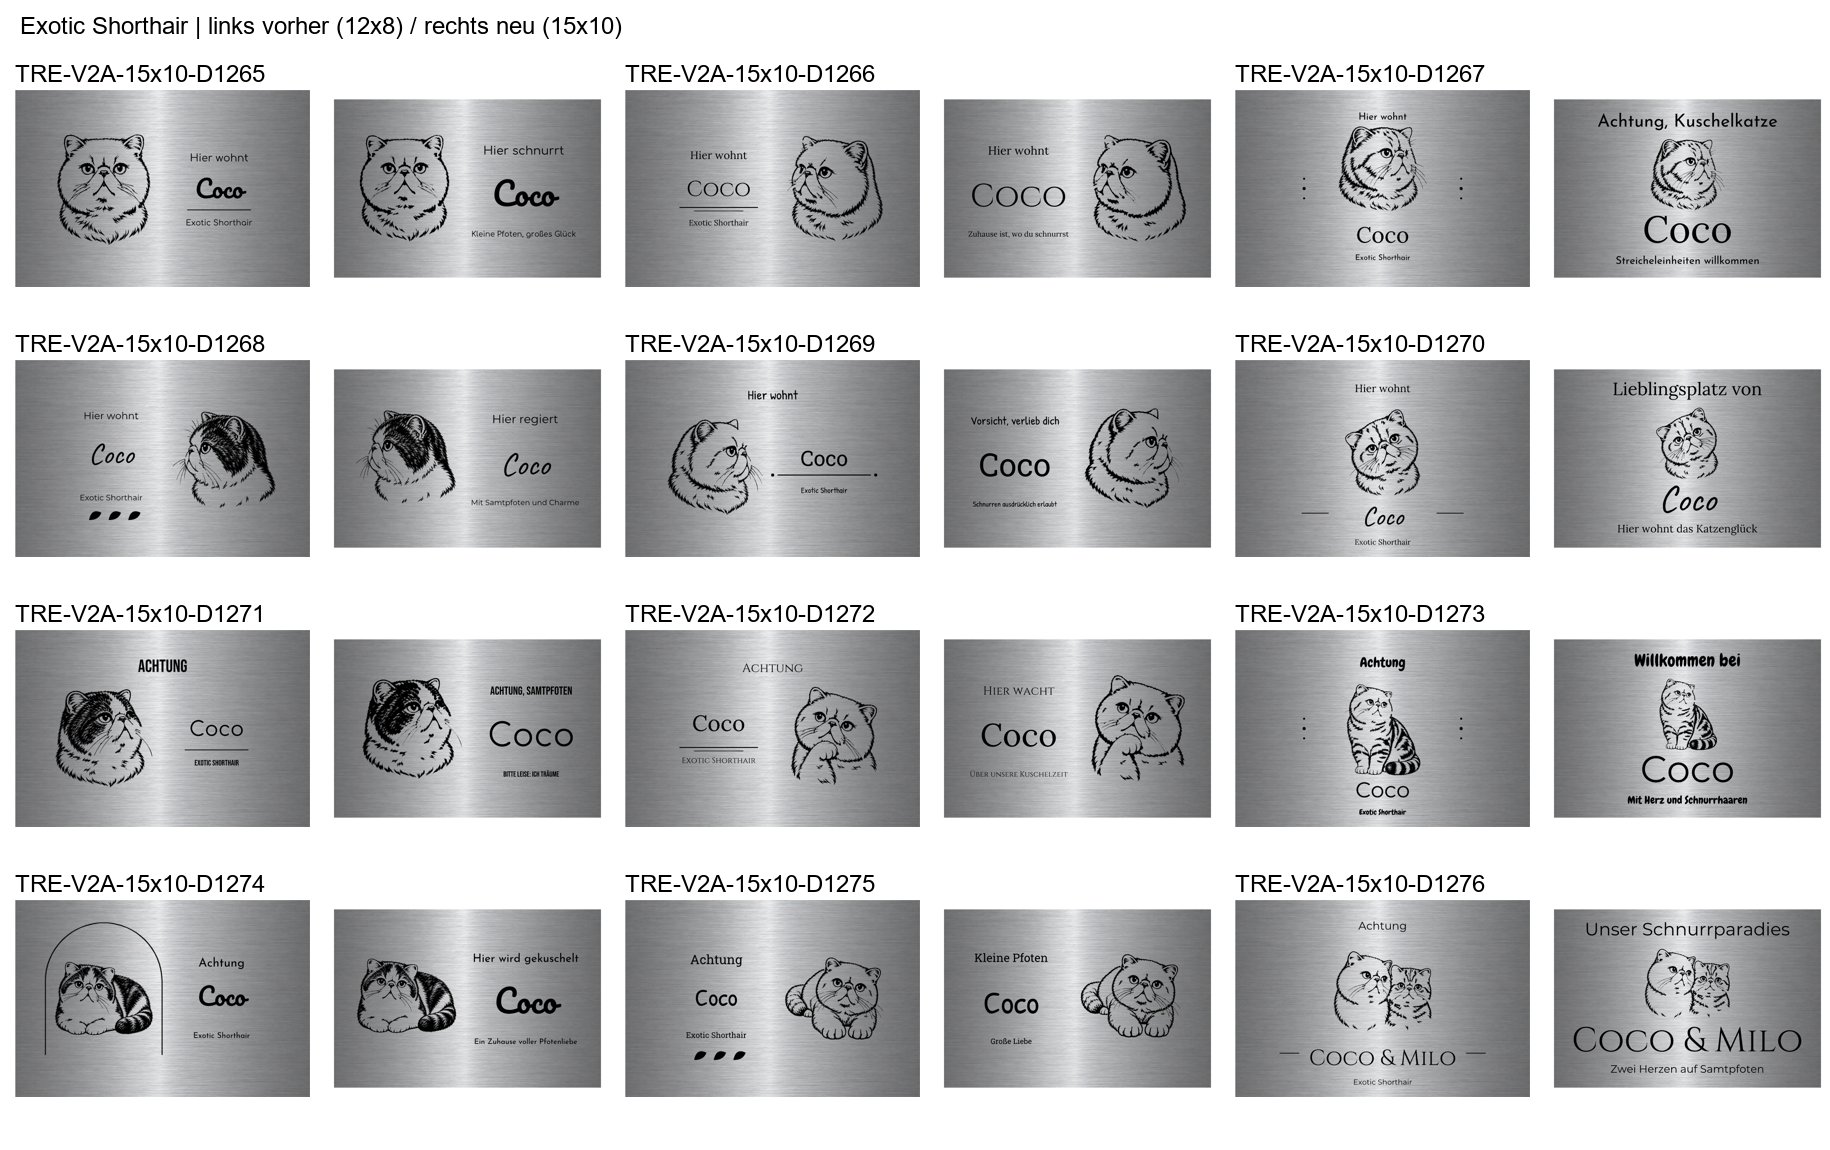 Exotic Shorthair | links vorher (12x8) / rechts neu (15x10)
TRE-V2A-15x10-D1265
Hier wohnt
Coco
Exotic Shorthair
Hier schnurrt
Coco
Kleine Pfoten, großes Glück
TRE-V2A-15x10-D1266
Hier wohnt
Coco
Exotic Shorthair
Hier wohnt
Coco
Zuhause ist, wo du schnurrst
TRE-V2A-15x10-D1267
Hier wohnt
Coco
Exotic Shorthair
Achtung, Kuschelkatze
Coco
Streicheleinheiten willkommen
TRE-V2A-15x10-D1268
Hier wohnt
Coco
Exotic Shorthair
Hier regiert
Coco
Mit Samtpfoten und Charme
TRE-V2A-15x10-D1269
Hier wohnt
Coco
Exotic Shorthair
Vorsicht, verlieb dich
Coco
Schnurren ausdrücklich erlaubt
TRE-V2A-15x10-D1270
Hier wohnt
Coco
Exotic Shorthair
Lieblingsplatz von
Coco
Hier wohnt das Katzenglück
TRE-V2A-15x10-D1271
ACHTUNG
Coco
EXOTIC SHORTHAIR
ACHTUNG, SAMTPFOTEN
Coco
BITTE LEISE: ICH TRÄUME
TRE-V2A-15x10-D1272
Achtung
Coco
Exotic Shorthair
Hier wacht
Coco
Über unsere Kuschelzeit
TRE-V2A-15x10-D1273
Achtung
Coco
Exotic Shorthair
Willkommen bei
Coco
Mit Herz und Schnurrhaaren
TRE-V2A-15x10-D1274
Achtung
Coco
Exotic Shorthair
Hier wird gekuschelt
Coco
Ein Zuhause voller Pfotenliebe
TRE-V2A-15x10-D1275
Achtung
Coco
Exotic Shorthair
Kleine Pfoten
Coco
Große Liebe
TRE-V2A-15x10-D1276
Achtung
Coco & Milo
Exotic Shorthair
Unser Schnurrparadies
Coco & Milo
Zwei Herzen auf Samtpfoten